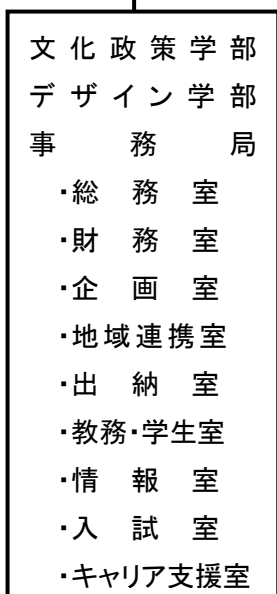 文化政策学部
デザイン学部
事務局
・総務室
・財務室
・企画室
・地域連携室
・出納室
・教務・学生室
・情報室
・入試室
・キャリア支援室